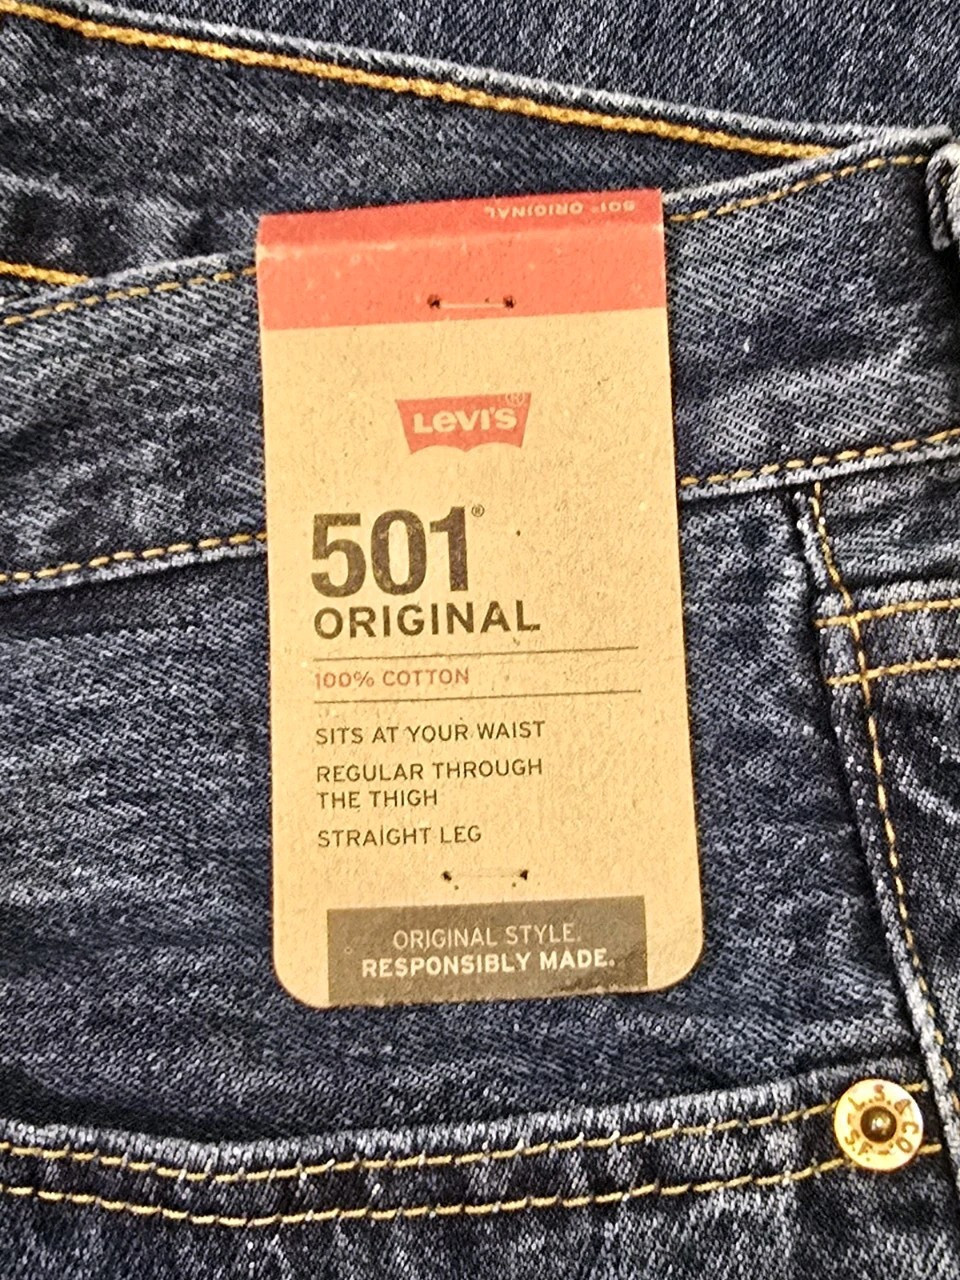 501® ORIGINAL
LEVI'S®
501®
ORIGINAL
100% COTTON
SITS AT YOUR WAIST
REGULAR THROUGH
THE THIGH
STRAIGHT LEG
ORIGINAL STYLE.
RESPONSIBLY MADE.
L.S.& CO. S.F.